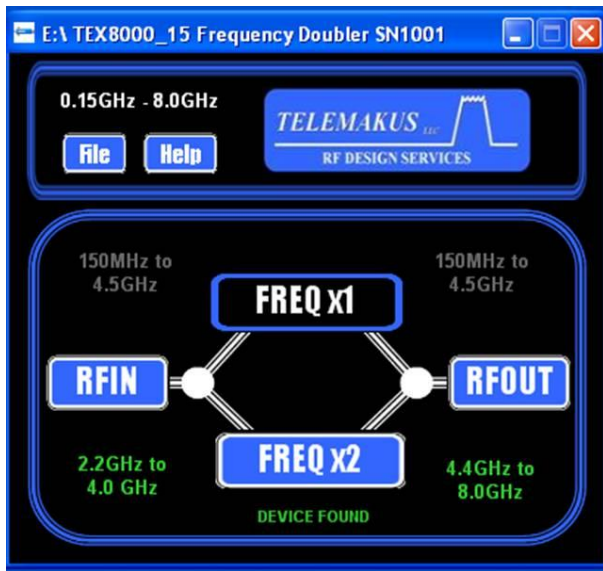 E:\ TEX8000_15 Frequency Doubler SN1001
0.15GHz - 8.0GHz
File
Help
TELEMAKUS LLC
RF DESIGN SERVICES
150MHz to
4.5GHz
150MHz to
4.5GHz
FREQ x1
RFIN
RFOUT
FREQ x2
2.2GHz to
4.0 GHz
4.4GHz to
8.0GHz
DEVICE FOUND